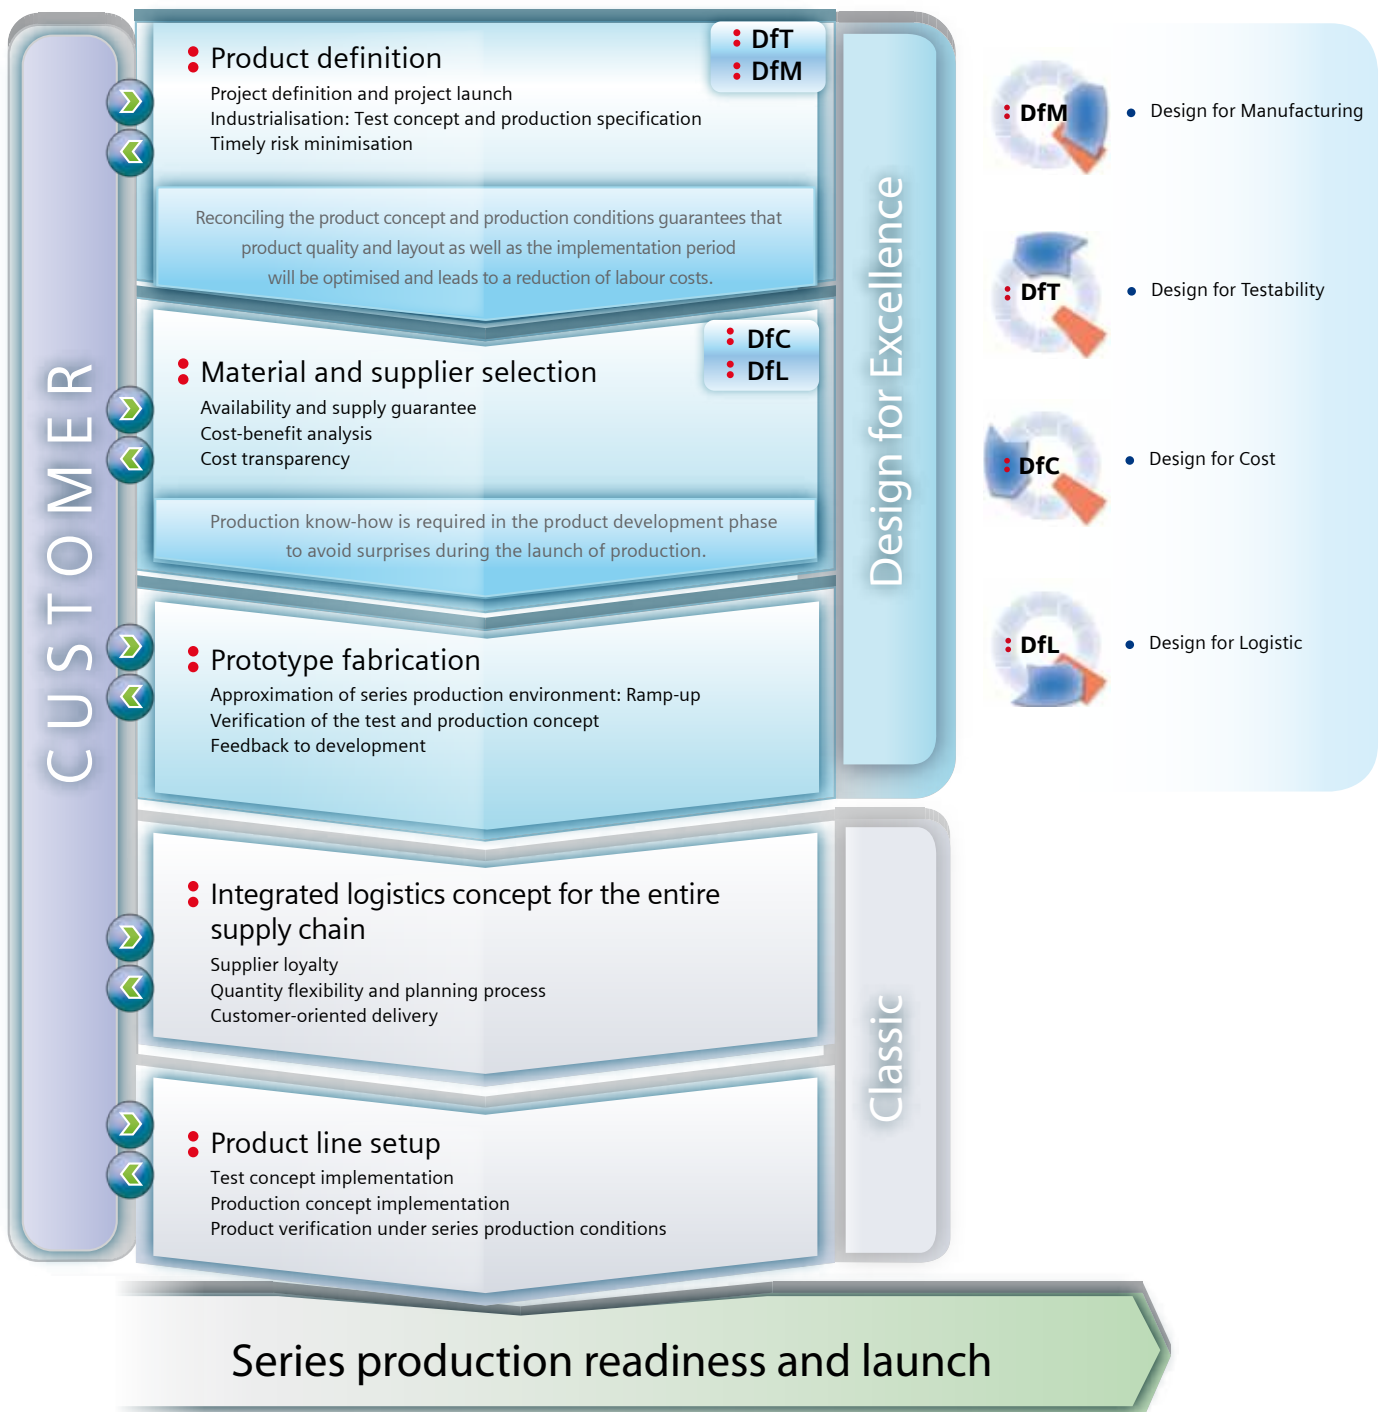 CUSTOMER
Product definition
Project definition and project launch
Industrialisation: Test concept and production specification
Timely risk minimisation
DfT
DfM
Reconciling the product concept and production conditions guarantees that
product quality and layout as well as the implementation period
will be optimised and leads to a reduction of labour costs.
Material and supplier selection
Availability and supply guarantee
Cost-benefit analysis
Cost transparency
DfC
DfL
Production know-how is required in the product development phase
to avoid surprises during the launch of production.
Prototype fabrication
Approximation of series production environment: Ramp-up
Verification of the test and production concept
Feedback to development
Design for Excellence
Integrated logistics concept for the entire
supply chain
Supplier loyalty
Quantity flexibility and planning process
Customer-oriented delivery
Product line setup
Test concept implementation
Production concept implementation
Product verification under series production conditions
Classic
Series production readiness and launch
DfM
• Design for Manufacturing
DfT
• Design for Testability
DfC
• Design for Cost
DfL
• Design for Logistic